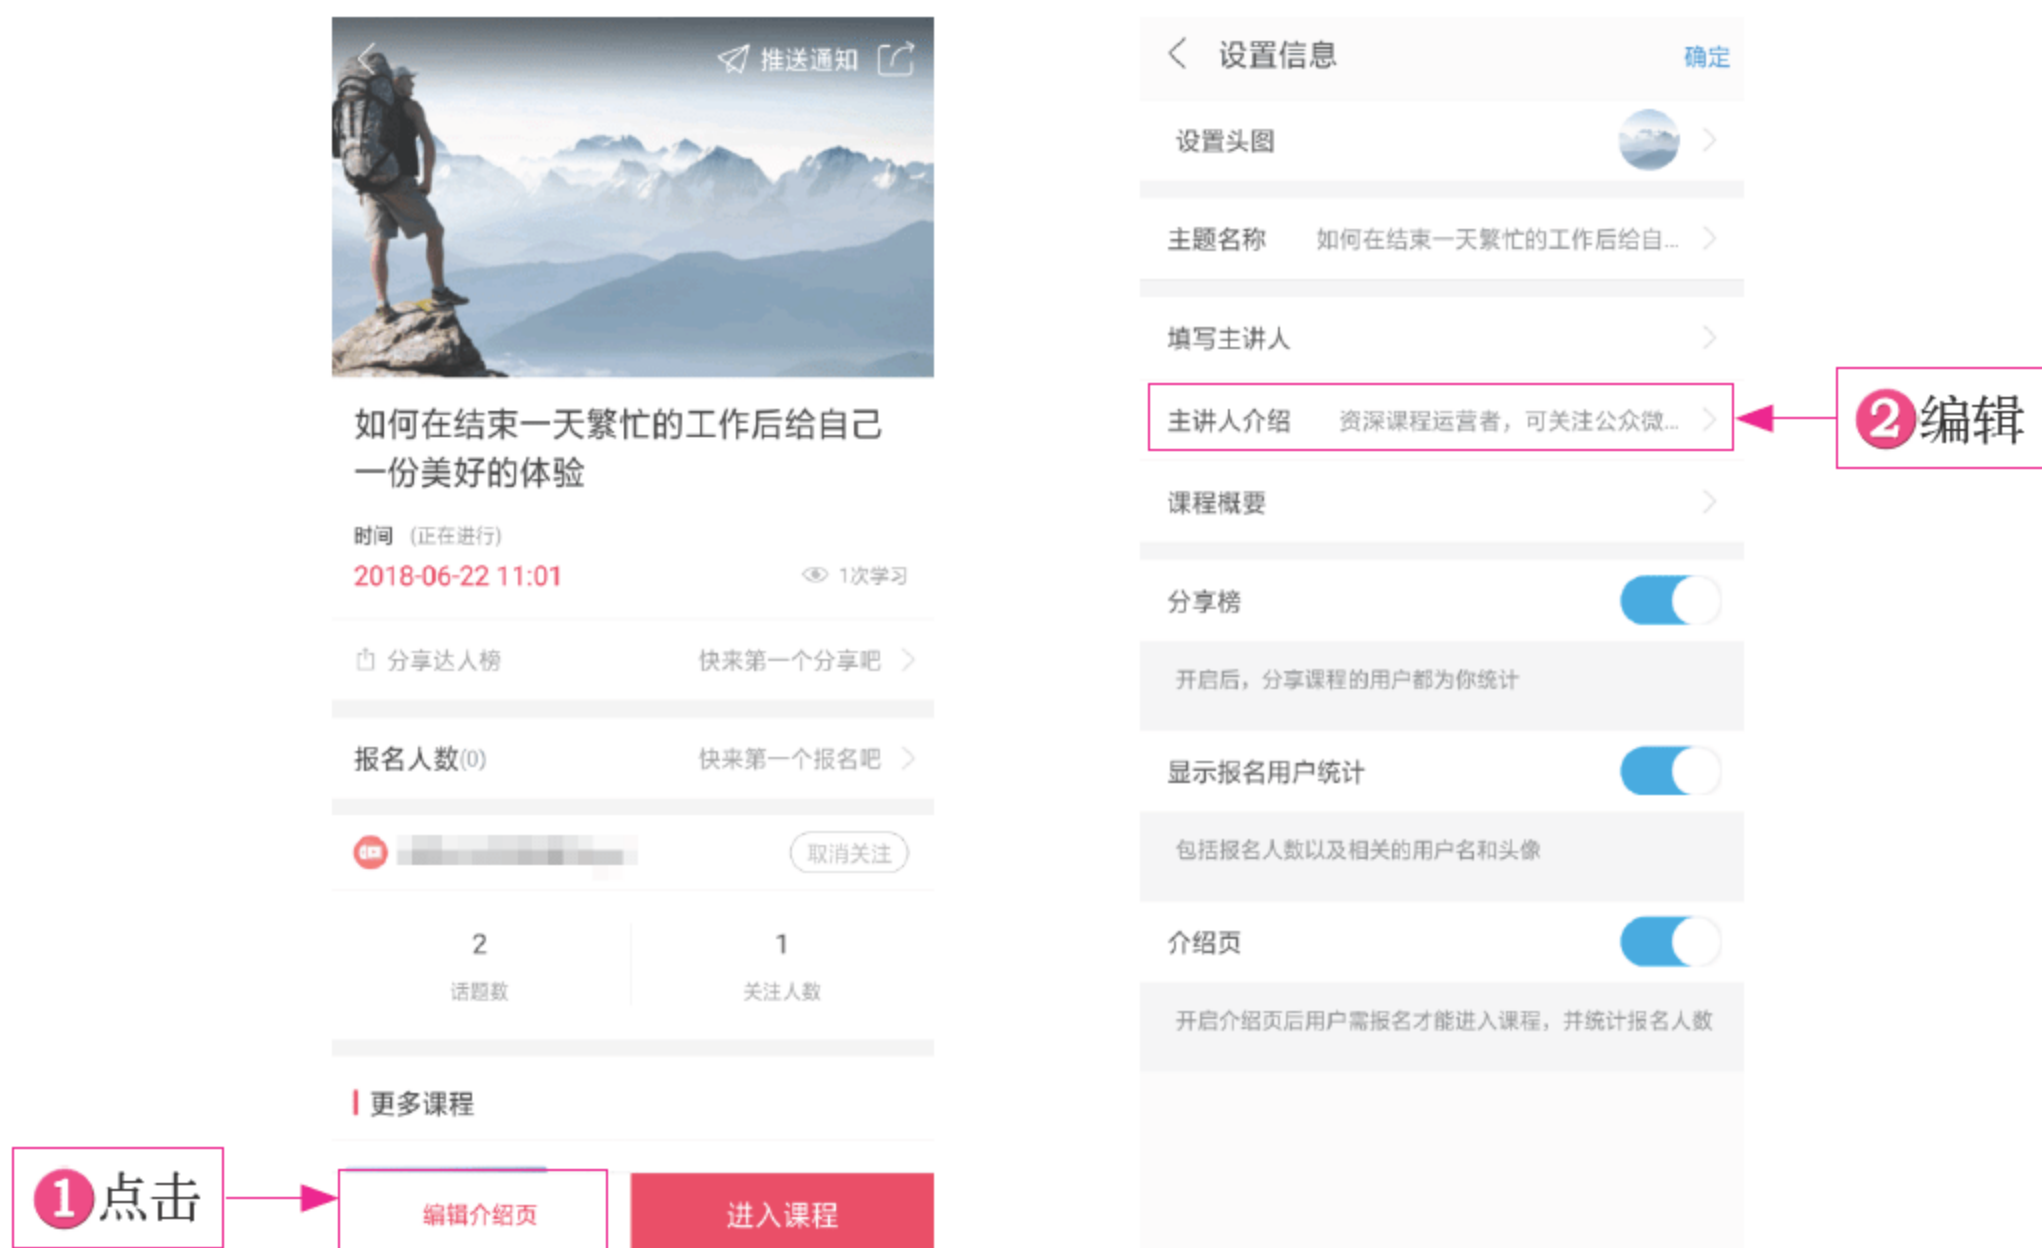 推送通知
如何在结束一天繁忙的工作后给自己
一份美好的体验
时间 (正在进行)
2018-06-22 11:01
1次学习
分享达人榜
快来第一个分享吧
报名人数(0)
快来第一个报名吧
取消关注
2
话题数
1
关注人数
更多课程
❶点击
编辑介绍页
进入课程
设置信息
确定
设置头图
主题名称
如何在结束一天繁忙的工作后给自...
填写主讲人
主讲人介绍
资深课程运营者，可关注公众微...
❷编辑
课程概要
分享榜
开启后，分享课程的用户都为你统计
显示报名用户统计
包括报名人数以及相关的用户名和头像
介绍页
开启介绍页后用户需报名才能进入课程，并统计报名人数